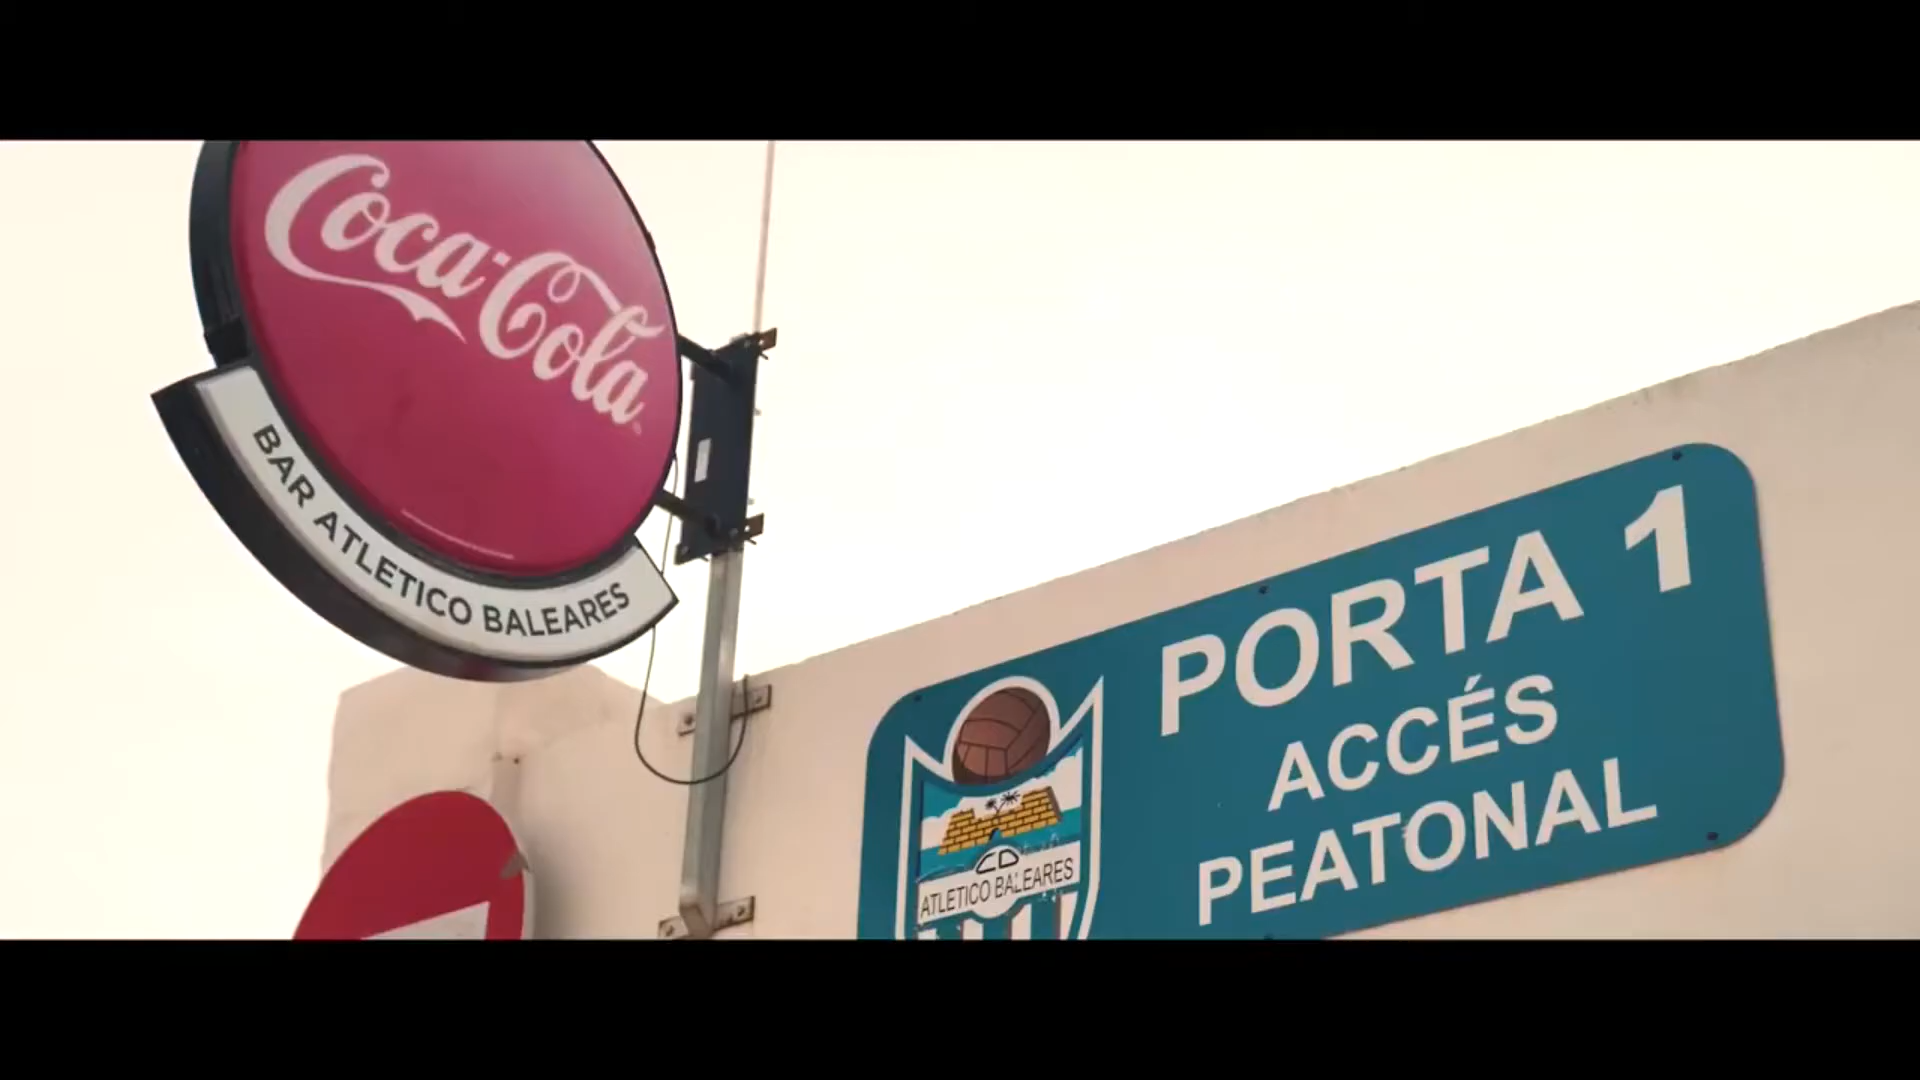 Coca-Cola
BAR ATLETICO BALEARES
PORTA 1
ACCÉS
PEATONAL
CD
ATLETICO BALEARES